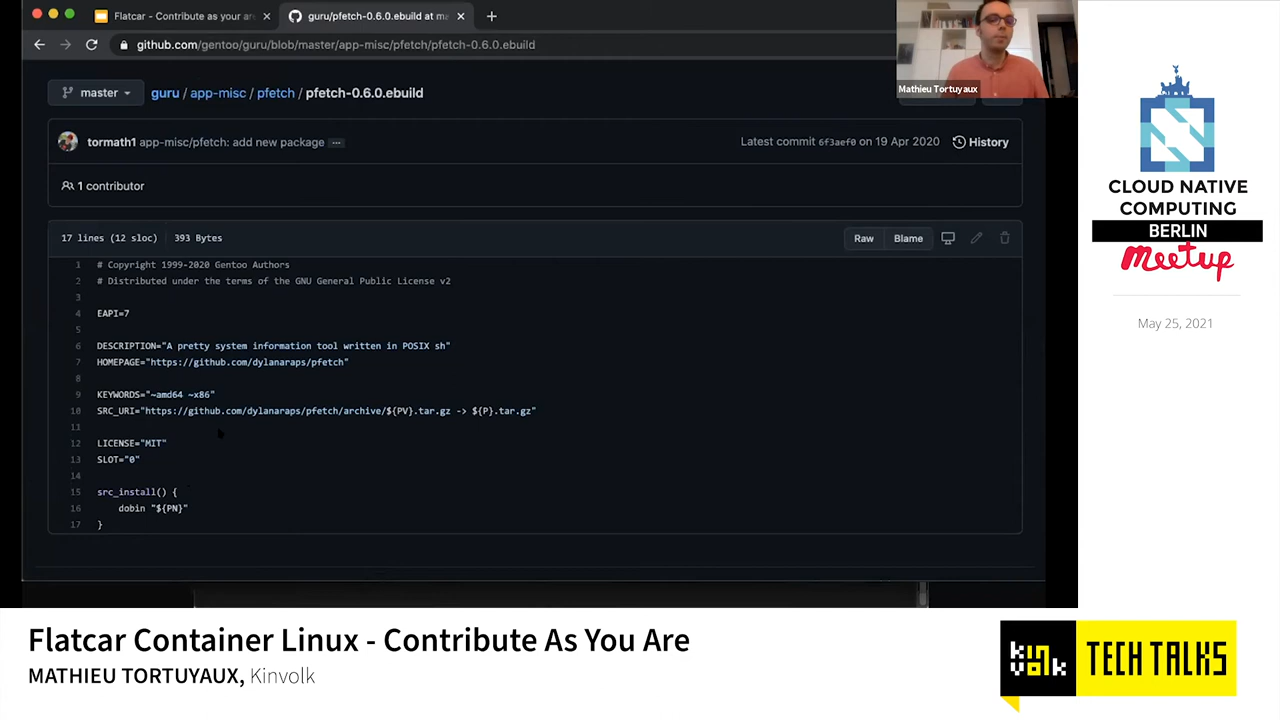 Flatcar - Contribute as your are
guru/pfetch-0.6.0.ebuild at ma
github.com/gentoo/guru/blob/master/app-misc/pfetch/pfetch-0.6.0.ebuild
Mathieu Tortuyaux
master
guru / app-misc / pfetch / pfetch-0.6.0.ebuild
tormath1 app-misc/pfetch: add new package ...
Latest commit 6f3aef0 on 19 Apr 2020 History
1 contributor
17 lines (12 sloc) 393 Bytes
Raw Blame
1 # Copyright 1999-2020 Gentoo Authors
2 # Distributed under the terms of the GNU General Public License v2
3
4 EAPI=7
5
6 DESCRIPTION="A pretty system information tool written in POSIX sh"
7 HOMEPAGE="https://github.com/dylanaraps/pfetch"
8
9 KEYWORDS="~amd64 ~x86"
10 SRC_URI="https://github.com/dylanaraps/pfetch/archive/${PV}.tar.gz -> ${P}.tar.gz"
11
12 LICENSE="MIT"
13 SLOT="0"
14
15 src_install() {
16 dobin "${PN}"
17 }
CLOUD NATIVE
COMPUTING
BERLIN
Meetup
May 25, 2021
Flatcar Container Linux - Contribute As You Are
MATHIEU TORTUYAUX, Kinvolk
kin
volk
TECH TALKS